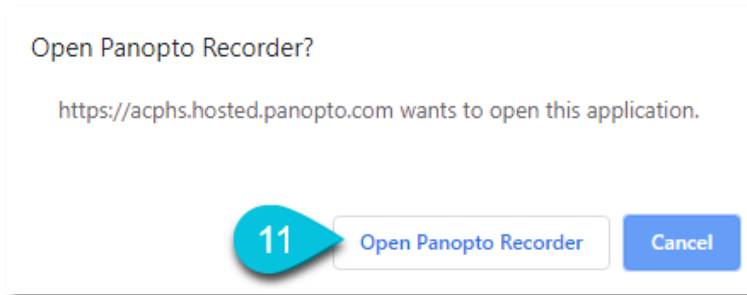 Open Panopto Recorder?
https://acphs.hosted.panopto.com wants to open this application.
11
Open Panopto Recorder
Cancel